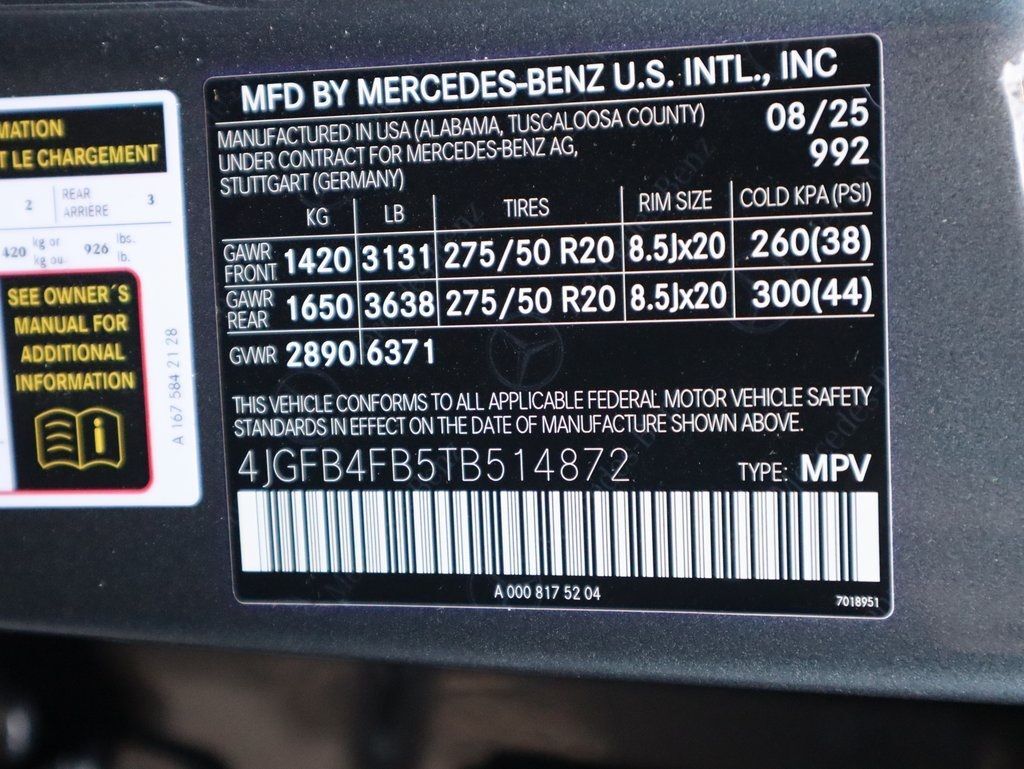 MATION
T LE CHARGEMENT
2 REAR ARRIERE 3
420 kg or kg ou 926 lbs. lb.
SEE OWNER´S
MANUAL FOR
ADDITIONAL
INFORMATION
i
A 167 584 21 28
MFD BY MERCEDES-BENZ U.S. INTL., INC
MANUFACTURED IN USA (ALABAMA, TUSCALOOSA COUNTY) 08/25
UNDER CONTRACT FOR MERCEDES-BENZ AG, 992
STUTTGART (GERMANY)
KG LB TIRES RIM SIZE COLD KPA (PSI)
GAWR FRONT 1420 3131 275/50 R20 8.5Jx20 260(38)
GAWR REAR 1650 3638 275/50 R20 8.5Jx20 300(44)
GVWR 2890 6371
THIS VEHICLE CONFORMS TO ALL APPLICABLE FEDERAL MOTOR VEHICLE SAFETY
STANDARDS IN EFFECT ON THE DATE OF MANUFACTURE SHOWN ABOVE.
4JGFB4FB5TB514872 TYPE: MPV
A 000 817 52 04
7018951